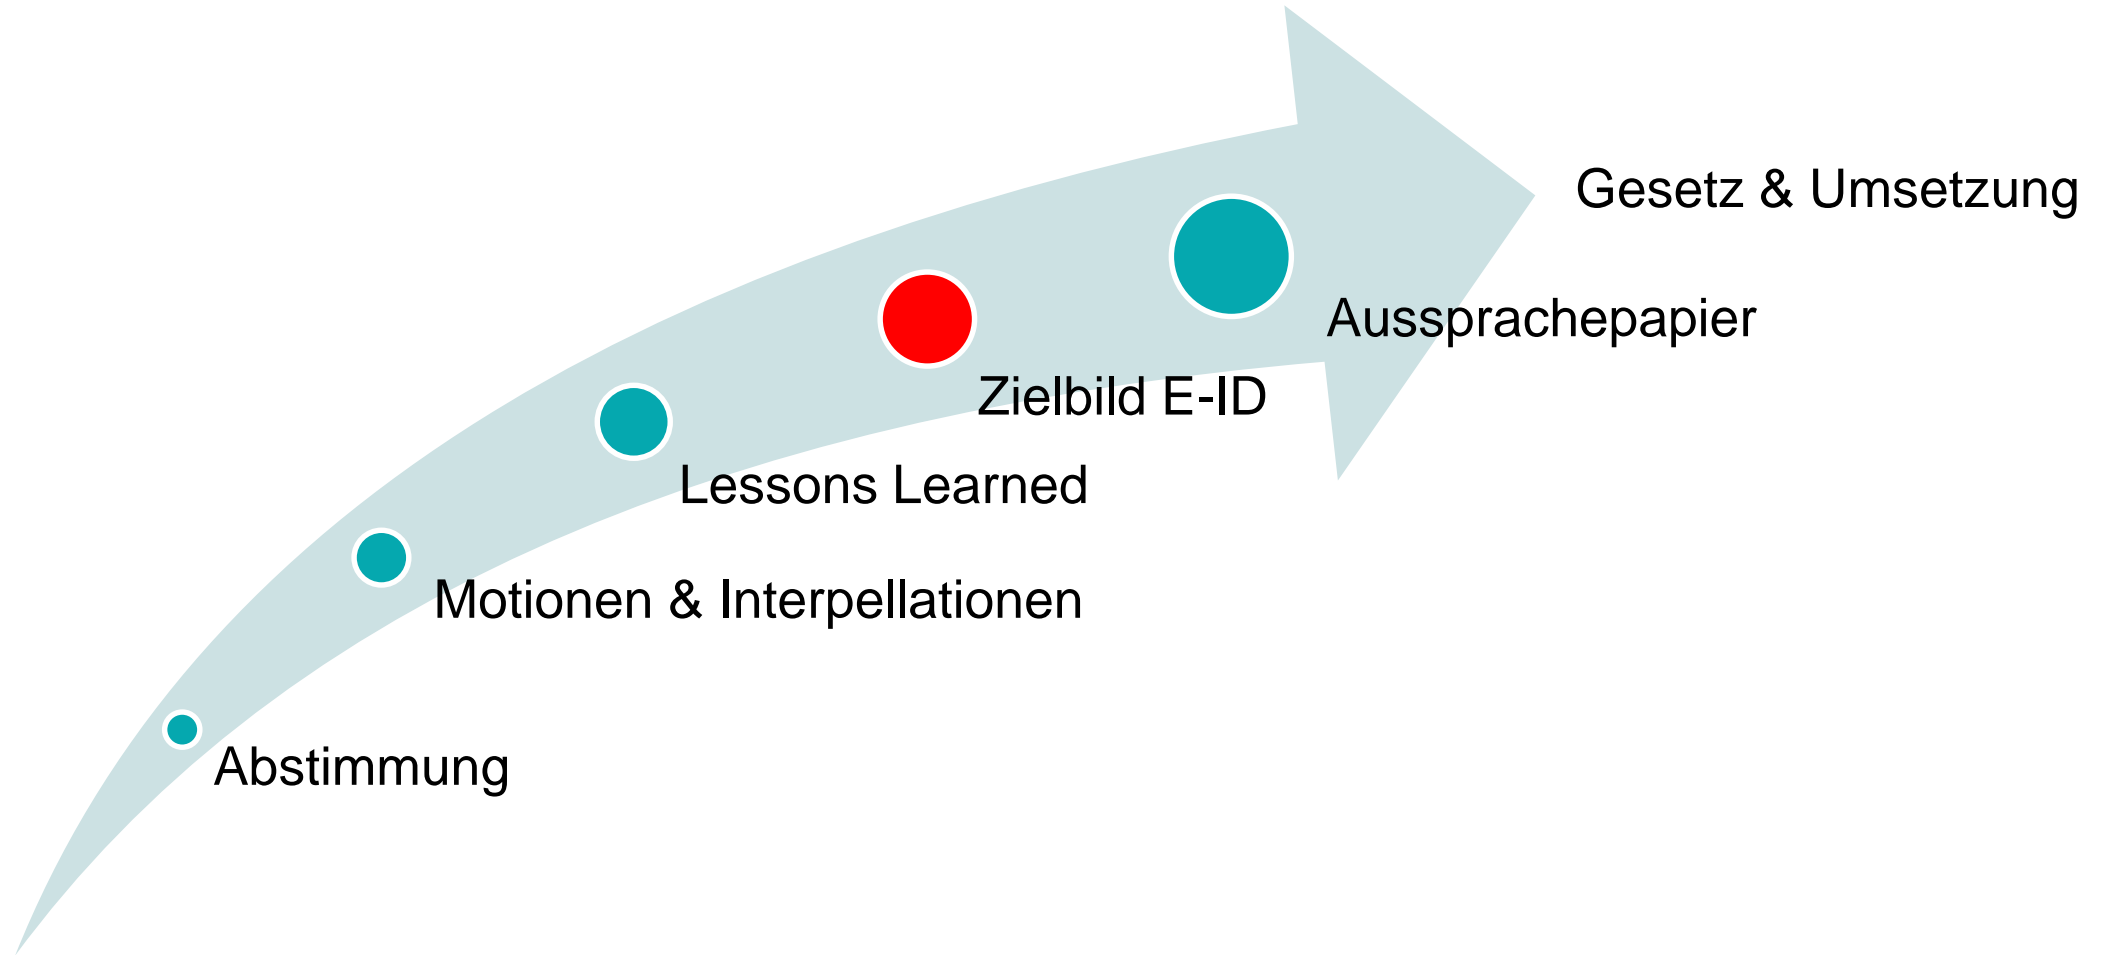 Gesetz & Umsetzung
Aussprachepapier
Zielbild E-ID
Lessons Learned
Motionen & Interpellationen
Abstimmung